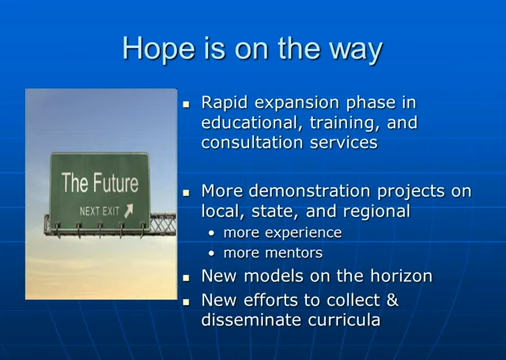 Hope is on the way
The Future
NEXT EXIT
Rapid expansion phase in
educational, training, and
consultation services
More demonstration projects on
local, state, and regional
more experience
more mentors
New models on the horizon
New efforts to collect &
disseminate curricula